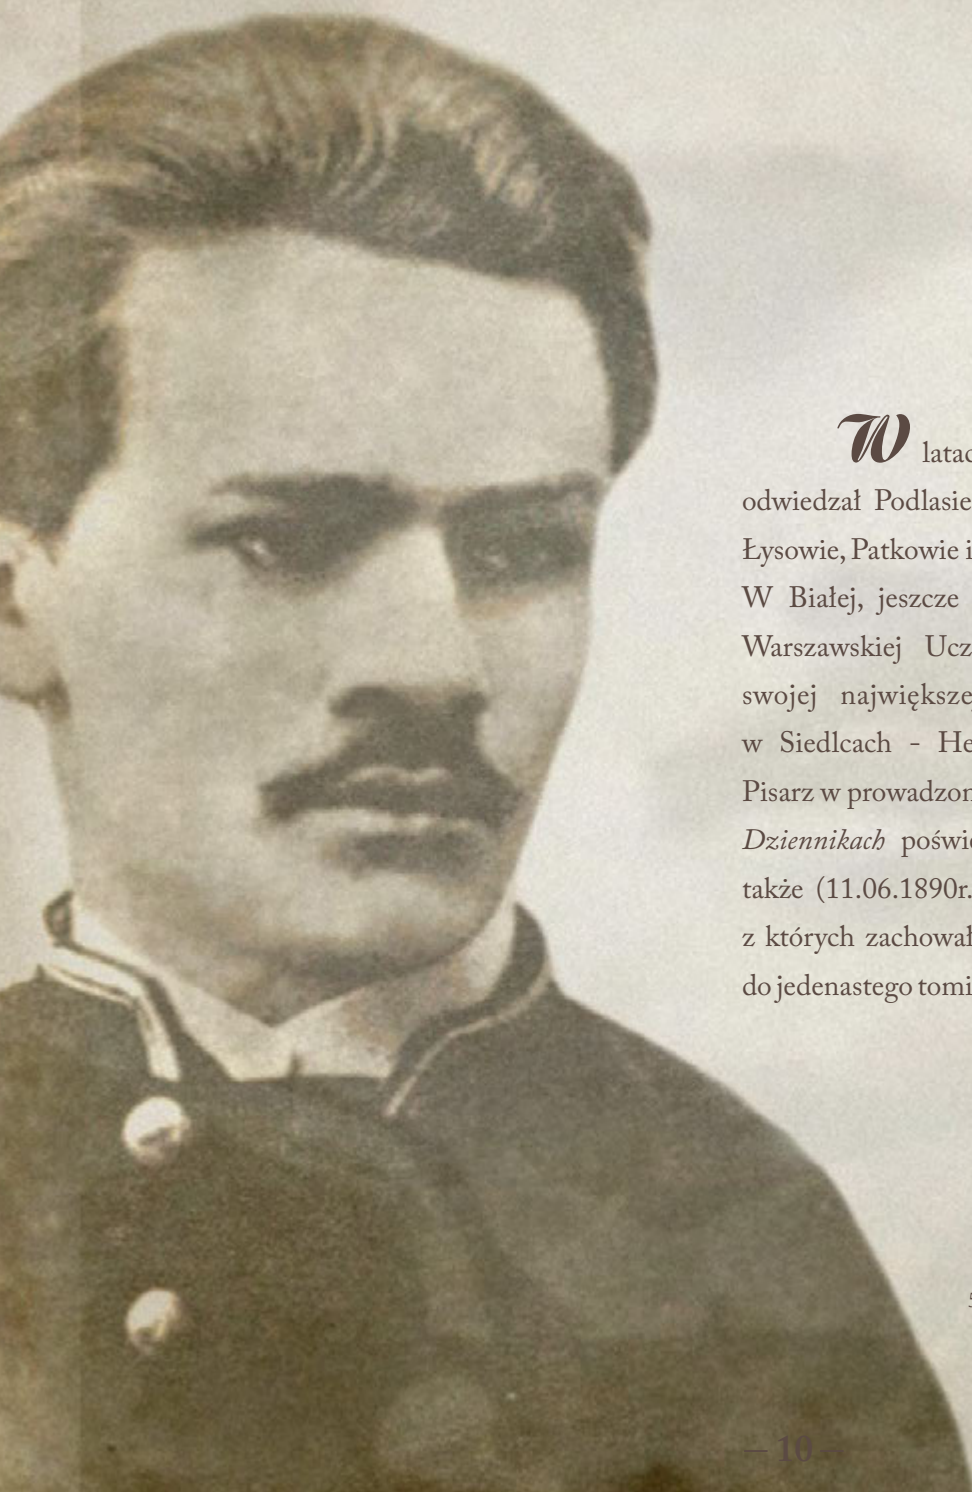 W latac
odwiedzał Podlasie
Łysowie, Patkowie i
W Białej, jeszcze
Warszawskiej Ucz
swojej największe
w Siedlcach - He
Pisarz w prowadzon
Dziennikach poświę
także (11.06.1890r.
z których zachował
do jedenastego tomi
– 10